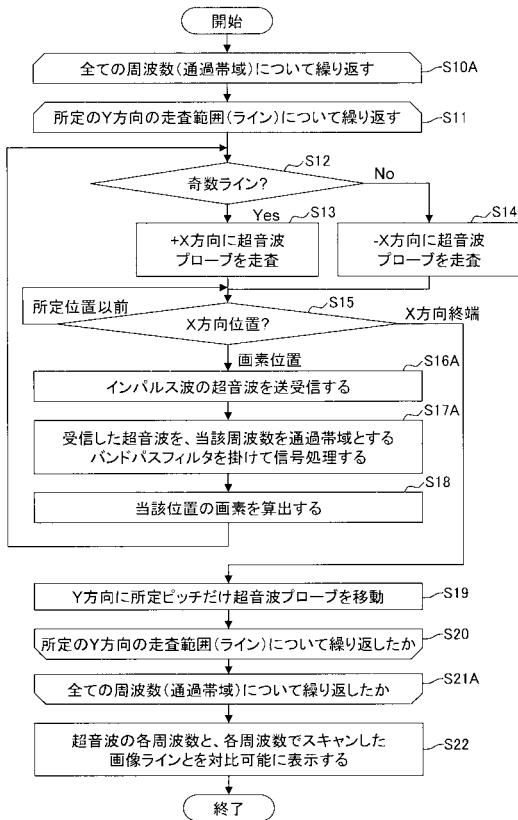 開始
全ての周波数(通過帯域)について繰り返す
S10A
所定のY方向の走査範囲(ライン)について繰り返す
S11
S12
奇数ライン?
No
Yes
S13
S14
+X方向に超音波
プローブを走査
-X方向に超音波
プローブを走査
所定位置以前
S15
X方向位置?
X方向終端
画素位置
S16A
インパルス波の超音波を送受信する
S17A
受信した超音波を、当該周波数を通過帯域とする
バンドパスフィルタを掛けて信号処理する
S18
当該位置の画素を算出する
Y方向に所定ピッチだけ超音波プローブを移動
S19
所定のY方向の走査範囲(ライン)について繰り返したか
S20
全ての周波数(通過帯域)について繰り返したか
S21A
超音波の各周波数と、各周波数でスキャンした
画像ラインとを対比可能に表示する
S22
終了